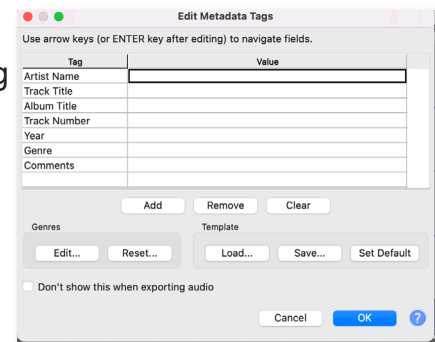 Edit Metadata Tags
Use arrow keys (or ENTER key after editing) to navigate fields.
g
Tag Value
Artist Name
Track Title
Album Title
Track Number
Year
Genre
Comments
Add Remove Clear
Genres Template
Edit... Reset... Load... Save... Set Default
Don't show this when exporting audio
Cancel OK ?